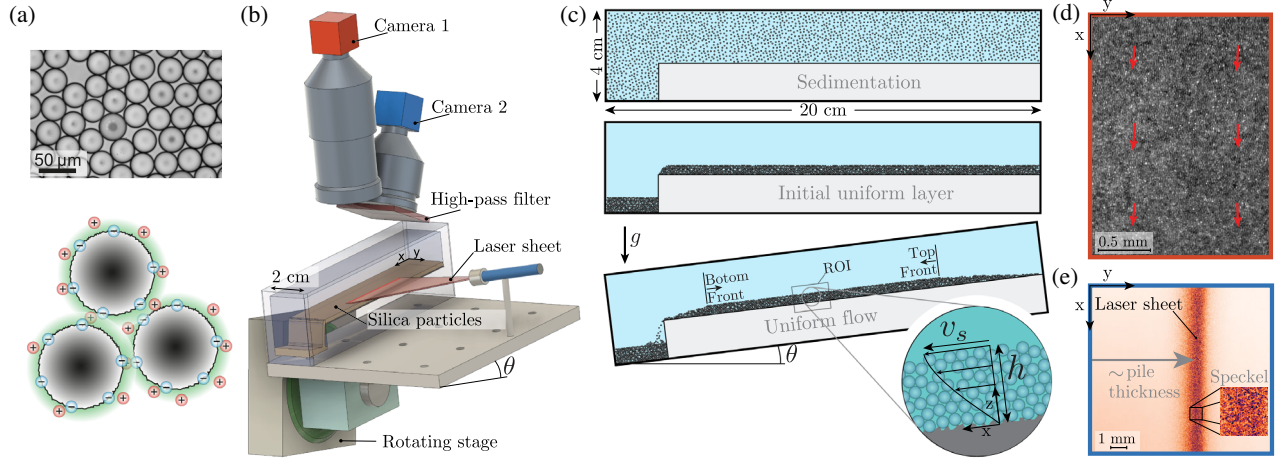 (a)
50 µm
(b)
Camera 1
Camera 2
High-pass filter
Laser sheet
2 cm
x
y
Silica particles
θ
Rotating stage
(c)
4 cm
Sedimentation
20 cm
Initial uniform layer
g
Botom
Front
ROI
Top
Front
Uniform flow
θ
v_s
h
z
x
(d)
y
x
0.5 mm
(e)
y
x
Laser sheet
~ pile
thickness
Speckel
1 mm